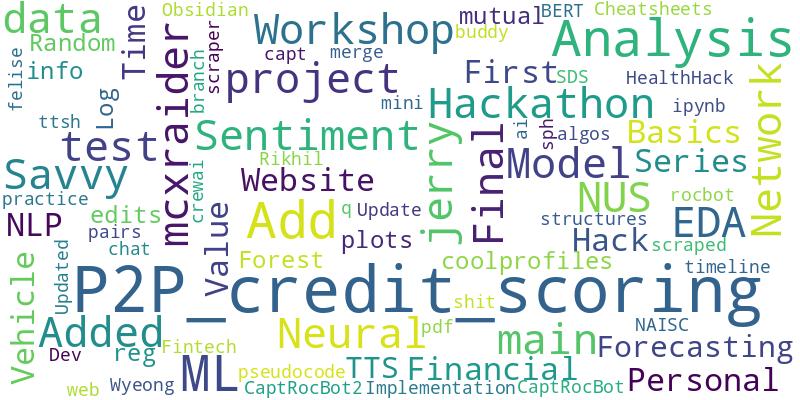 data
Obsidian
Workshop
mutual
BERT
Cheatsheets
Random
Time
buddy
Analysis
felise
info
mcxraider
branch
scraper
capt
merge
First
SDS
HealthHack
project
Log
mini
Hackathon
ipynb
Network
ttsh
test
Sentiment
jerry
Final
ai
sph
algos
Basics
Savvy
crewai
Rikhil
Website
Model
Series
practice
NLP
edits
pairs
Value
Add
q
Update
NUS
rocbot
structures
EDA
chat
plots
Hack
scraped
Vehicle
Updated
Forest
coolprofiles
timeline
P2P_credit_scoring
shit
Added
Neural
pdf
main
NAISC
Forecasting
Dev
reg
Fintech
web
Wyeong
ML
pseudocode
TTS
Financial
Personal
CaptRocBot2
Implementation
CaptRocBot